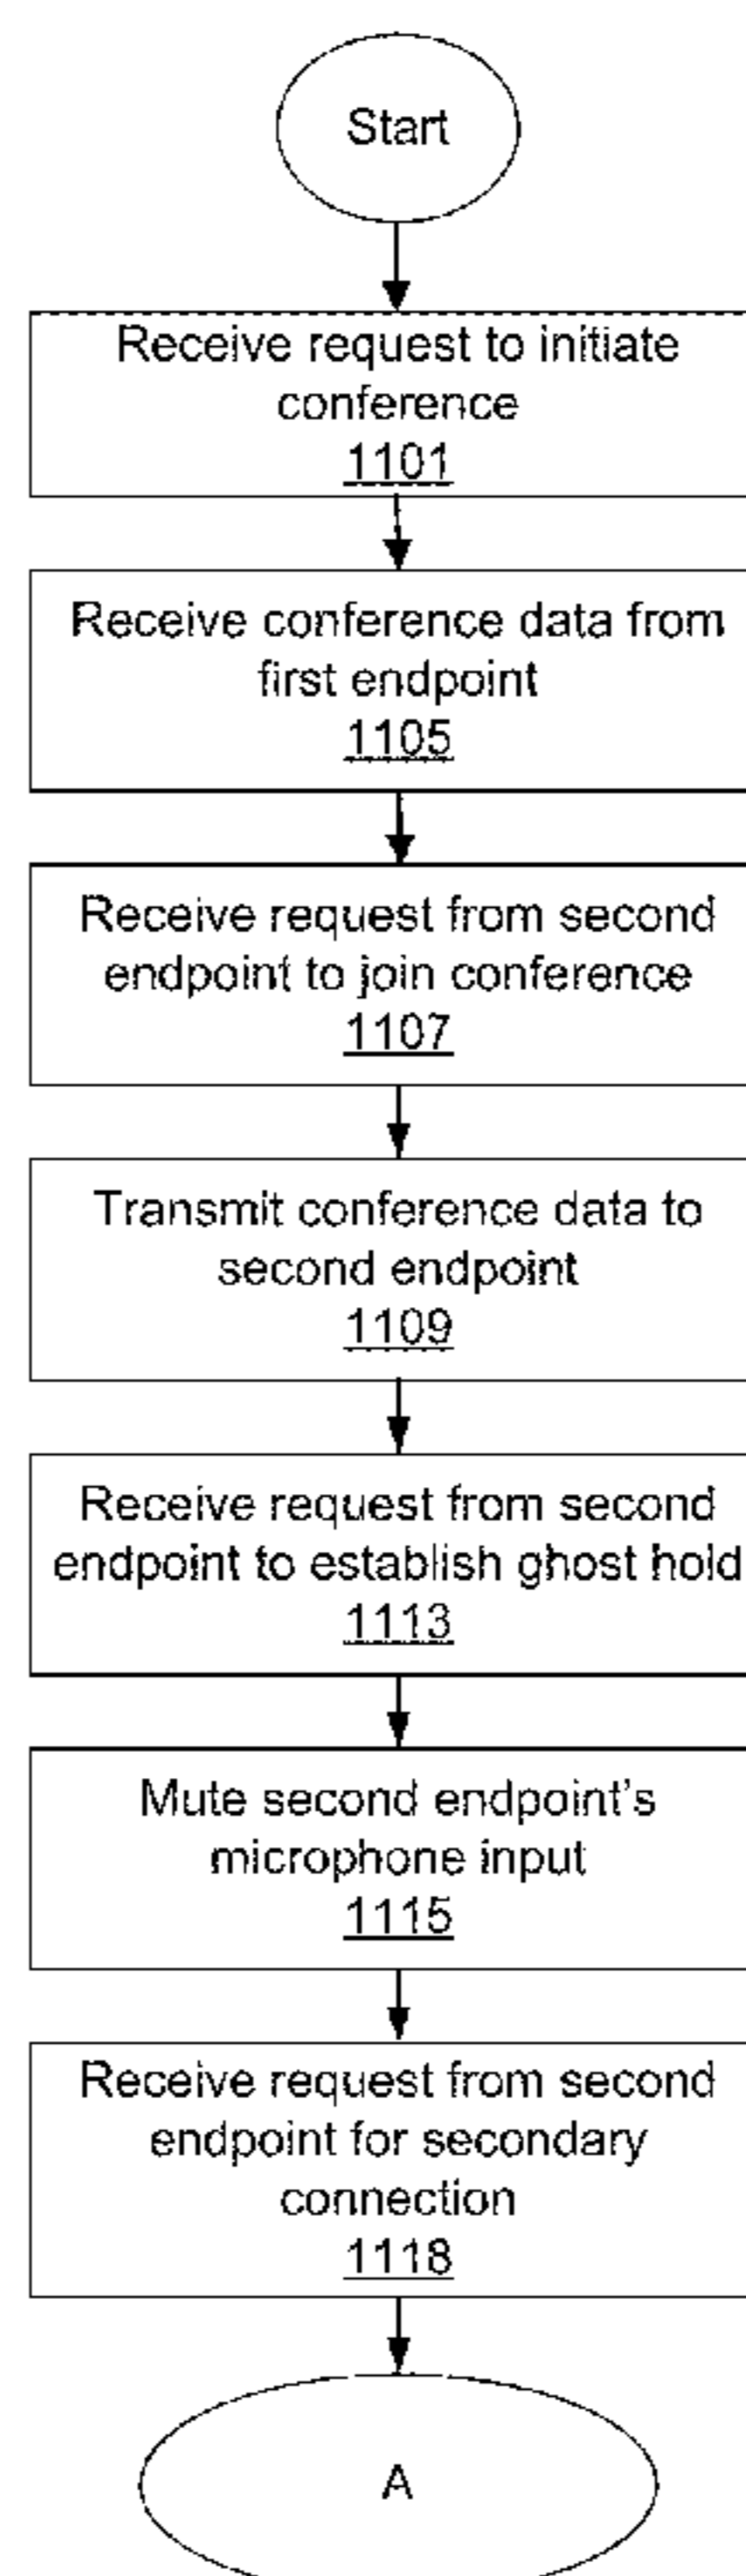 Start
Receive request to initiate
conference
1101
Receive conference data from
first endpoint
1105
Receive request from second
endpoint to join conference
1107
Transmit conference data to
second endpoint
1109
Receive request from second
endpoint to establish ghost hold
1113
Mute second endpoint's
microphone input
1115
Receive request from second
endpoint for secondary
connection
1118
A